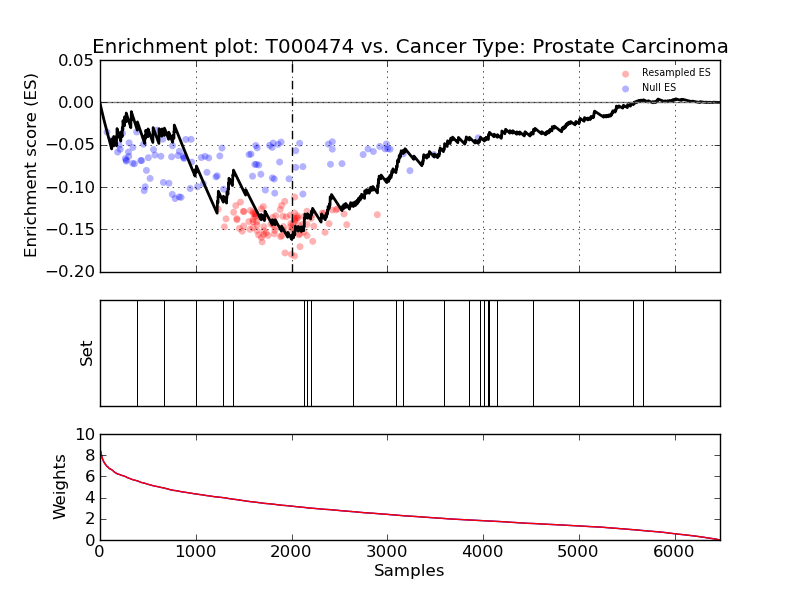 Enrichment plot: T000474 vs. Cancer Type: Prostate Carcinoma
0.05
0.00
−0.05
−0.10
−0.15
−0.20
Enrichment score (ES)
Resampled ES
Null ES
Set
10
8
6
4
2
0
Weights
0 1000 2000 3000 4000 5000 6000
Samples